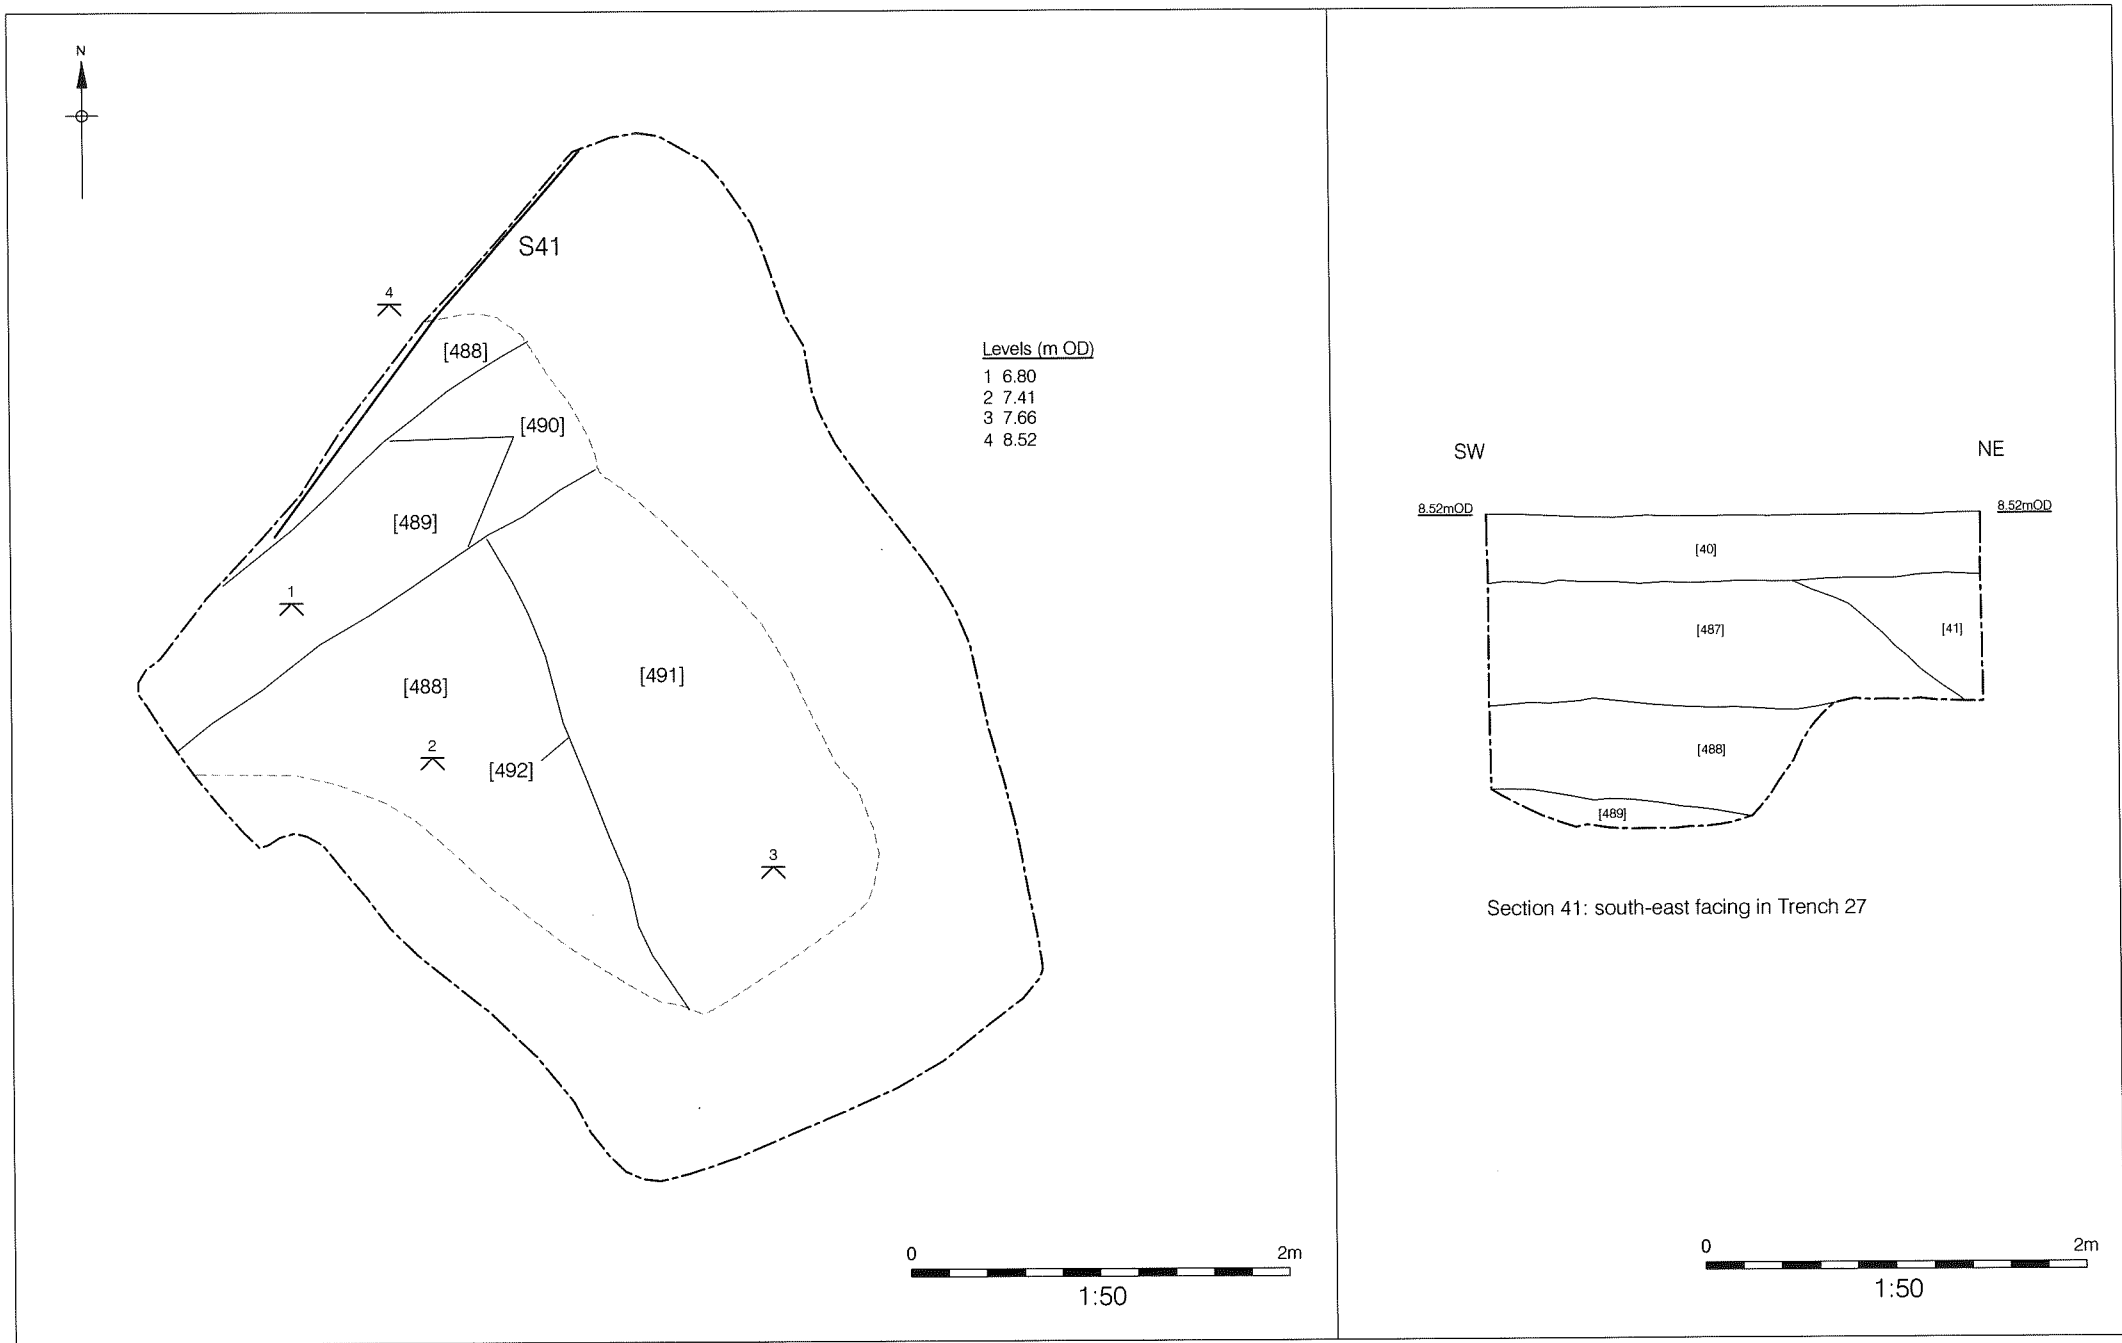 N
S41
4
[488]
Levels (m OD)
1 6.80
2 7.41
3 7.66
4 8.52
[490]
[489]
1
[488]
[491]
2
[492]
3
0 2m
1:50
SW NE
8.52mOD 8.52mOD
[40]
[487]
[41]
[488]
[489]
Section 41: south-east facing in Trench 27
0 2m
1:50